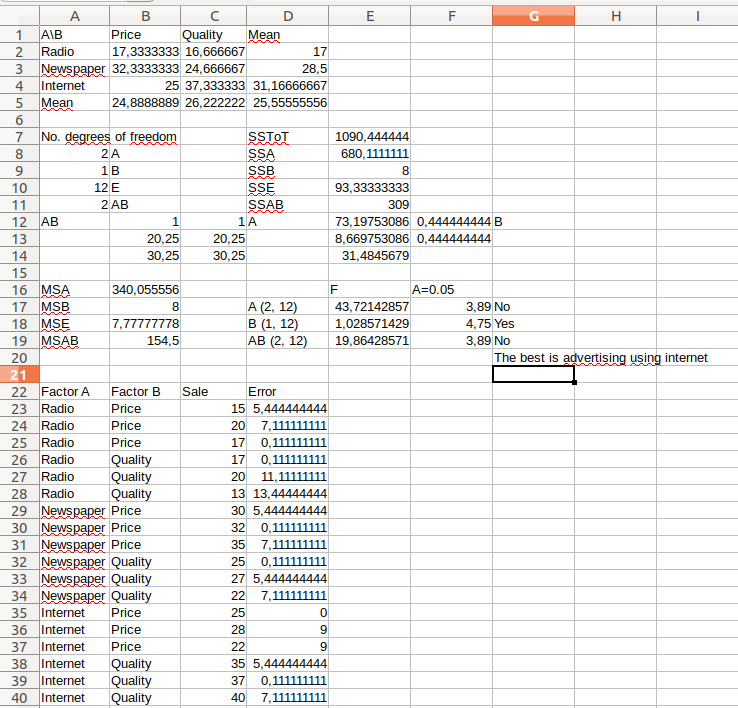 A B C D E F G H I
1 A\B Price Quality Mean
2 Radio 17,3333333 16,666667 17
3 Newspaper 32,3333333 24,666667 28,5
4 Internet 25 37,333333 31,16666667
5 Mean 24,8888889 26,222222 25,55555556
6
7 No. degrees of freedom SSToT 1090,444444
8 2 A SSA 680,1111111
9 1 B SSB 8
10 12 E SSE 93,33333333
11 2 AB SSAB 309
12 AB 1 1 A 73,19753086 0,444444444 B
13 20,25 20,25 8,669753086 0,444444444
14 30,25 30,25 31,4845679
15
16 MSA 340,055556 F A=0.05
17 MSB 8 A (2, 12) 43,72142857 3,89 No
18 MSE 7,77777778 B (1, 12) 1,028571429 4,75 Yes
19 MSAB 154,5 AB (2, 12) 19,86428571 3,89 No
20 The best is advertising using internet
21
22 Factor A Factor B Sale Error
23 Radio Price 15 5,444444444
24 Radio Price 20 7,111111111
25 Radio Price 17 0,111111111
26 Radio Quality 17 0,111111111
27 Radio Quality 20 11,11111111
28 Radio Quality 13 13,44444444
29 Newspaper Price 30 5,444444444
30 Newspaper Price 32 0,111111111
31 Newspaper Price 35 7,111111111
32 Newspaper Quality 25 0,111111111
33 Newspaper Quality 27 5,444444444
34 Newspaper Quality 22 7,111111111
35 Internet Price 25 0
36 Internet Price 28 9
37 Internet Price 22 9
38 Internet Quality 35 5,444444444
39 Internet Quality 37 0,111111111
40 Internet Quality 40 7,111111111